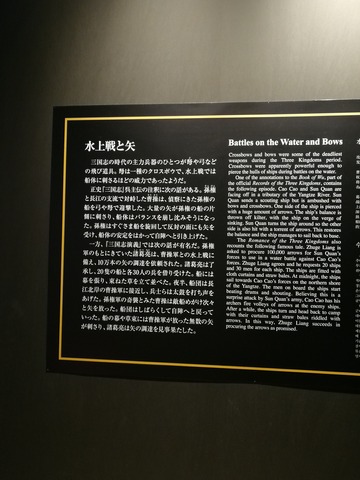 水上戦と矢
三国志の時代の主力兵器のひとつが弩や弓など
の飛び道具。弩は一種のクロスボウで、水上戦では
船体に刺さるほどの威力であったようだ。
正史『三国志』呉主伝の注釈に次の話がある。孫権
と長江の支流で対峙した曹操は、偵察にきた孫権の
船を弓や弩で迎撃した。大量の矢が孫権の船の片
側に刺さり、船体はバランスを崩し沈みそうになっ
た。孫権はすぐさま船を旋回して反対の面にも矢を
受け、船体の安定をはかって自陣へと引き上げた。
一方、『三国志演義』では次の話が有名だ。孫権
軍のもとにきていた諸葛亮は、曹操軍との水上戦に
備え、10万本の矢の調達を依頼された。諸葛亮は了
承し、20隻の船と各30人の兵を借り受けた。船には
幕を張り、束ねた草を立て並べた。夜半、船団は長
江北岸の曹操軍に接近し、兵士らは太鼓を打ち声を
あげた。孫権軍の奇襲とみた曹操は敵船めがけ次々
と矢を放った。船団はしばらくして自陣へと戻って
いった。船の幕や草束には曹操軍が放った無数の矢
が刺さり、諸葛亮は矢の調達を見事果たした。
Battles on the Water and Bows
Crossbows and bows were some of the deadliest
weapons during the Three Kingdoms period.
Crossbows were apparently powerful enough to
pierce the hulls of ships during battles on the water.
One of the annotations to the Book of Wu, part of
the official Records of the Three Kingdoms, contains
the following episode. Cao Cao and Sun Quan are
facing off in a tributary of the Yangtze River. Sun
Quan sends a scouting ship but is ambushed with
bows and crossbows. One side of the ship is pierced
with a huge amount of arrows. The ship's balance is
thrown off kilter, with the ship on the verge of
sinking. Sun Quan turns the ship around so the other
side is also hit with a torrent of arrows. This restores
the balance and the ship manages to sail back to base.
The Romance of the Three Kingdoms also
recounts the following famous tale. Zhuge Liang is
asked to procure 100,000 arrows for Sun Quan's
forces to use in a water battle against Cao Cao's
forces. Zhuge Liang agrees and he requests 20 ships
and 30 men for each ship. The ships are fitted with
cloth curtains and straw bales. At midnight, the ships
sail towards Cao Cao's forces on the northern shore
of the Yangtze. The men on board the ships start
beating drums and shouting. Believing this is a
surprise attack by Sun Quan's army, Cao Cao has his
archers fire volleys of arrows at the enemy ships.
After a while, the ships turn and head back to camp
with their curtains and straw bales riddled with
arrows. In this way, Zhuge Liang succeeds in
procuring the arrows as promised.